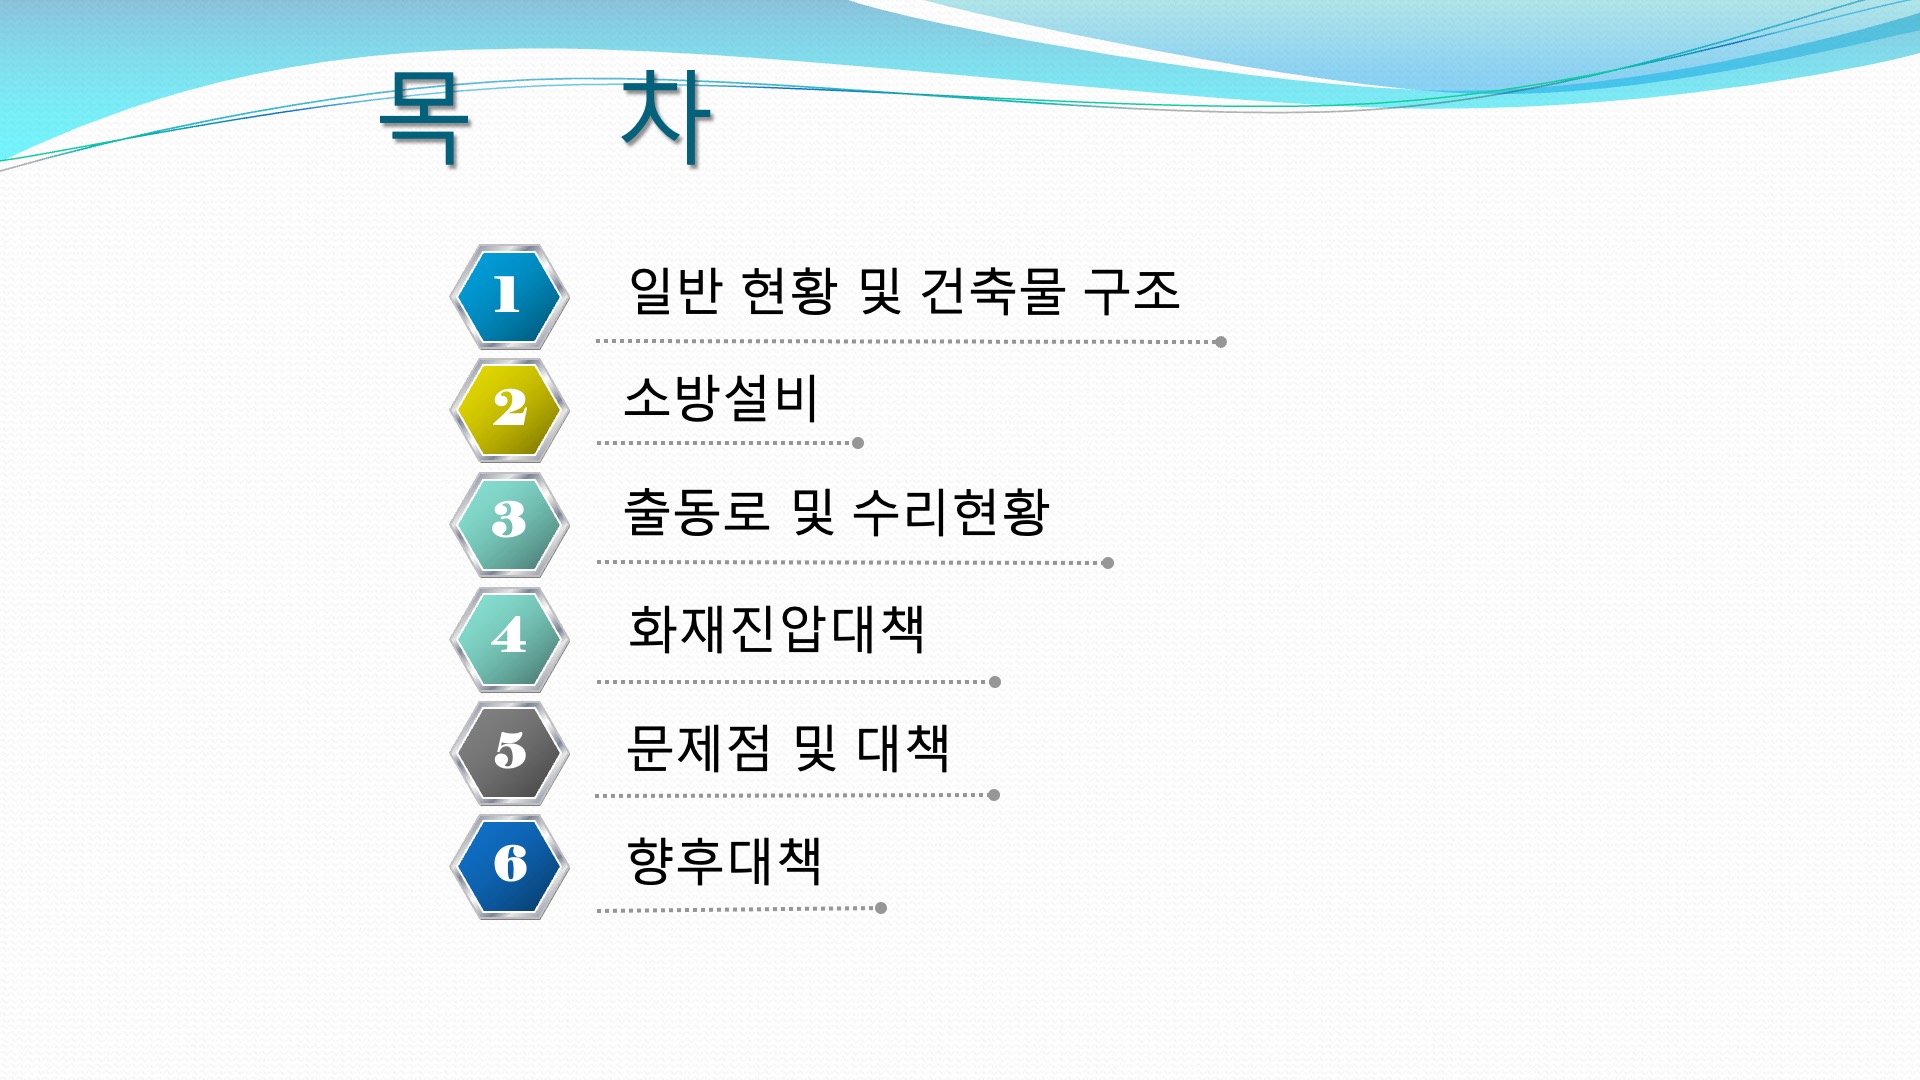 목 차
1 일반 현황 및 건축물 구조
2 소방설비
3 출동로 및 수리현황
4 화재진압대책
5 문제점 및 대책
6 향후대책